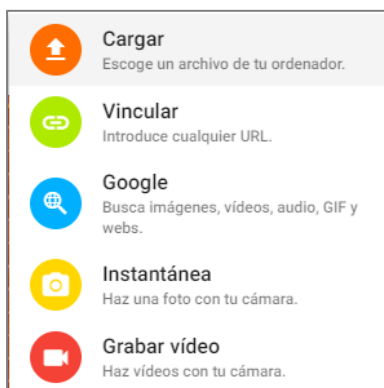 Cargar
Escoge un archivo de tu ordenador.
Vincular
Introduce cualquier URL.
Google
Busca imágenes, vídeos, audio, GIF y
webs.
Instantánea
Haz una foto con tu cámara.
Grabar vídeo
Haz vídeos con tu cámara.